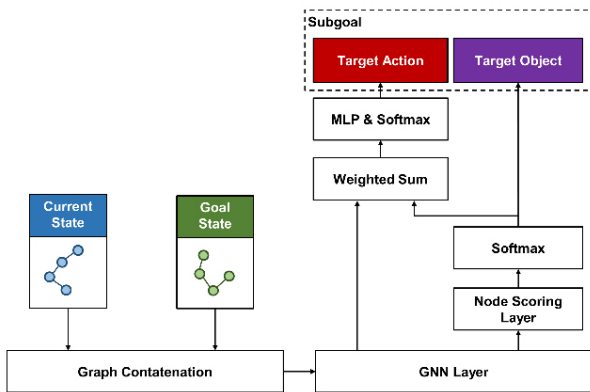 Subgoal
Target Action
Target Object
MLP & Softmax
Weighted Sum
Current
State
Goal
State
Softmax
Node Scoring
Layer
Graph Contatenation
GNN Layer